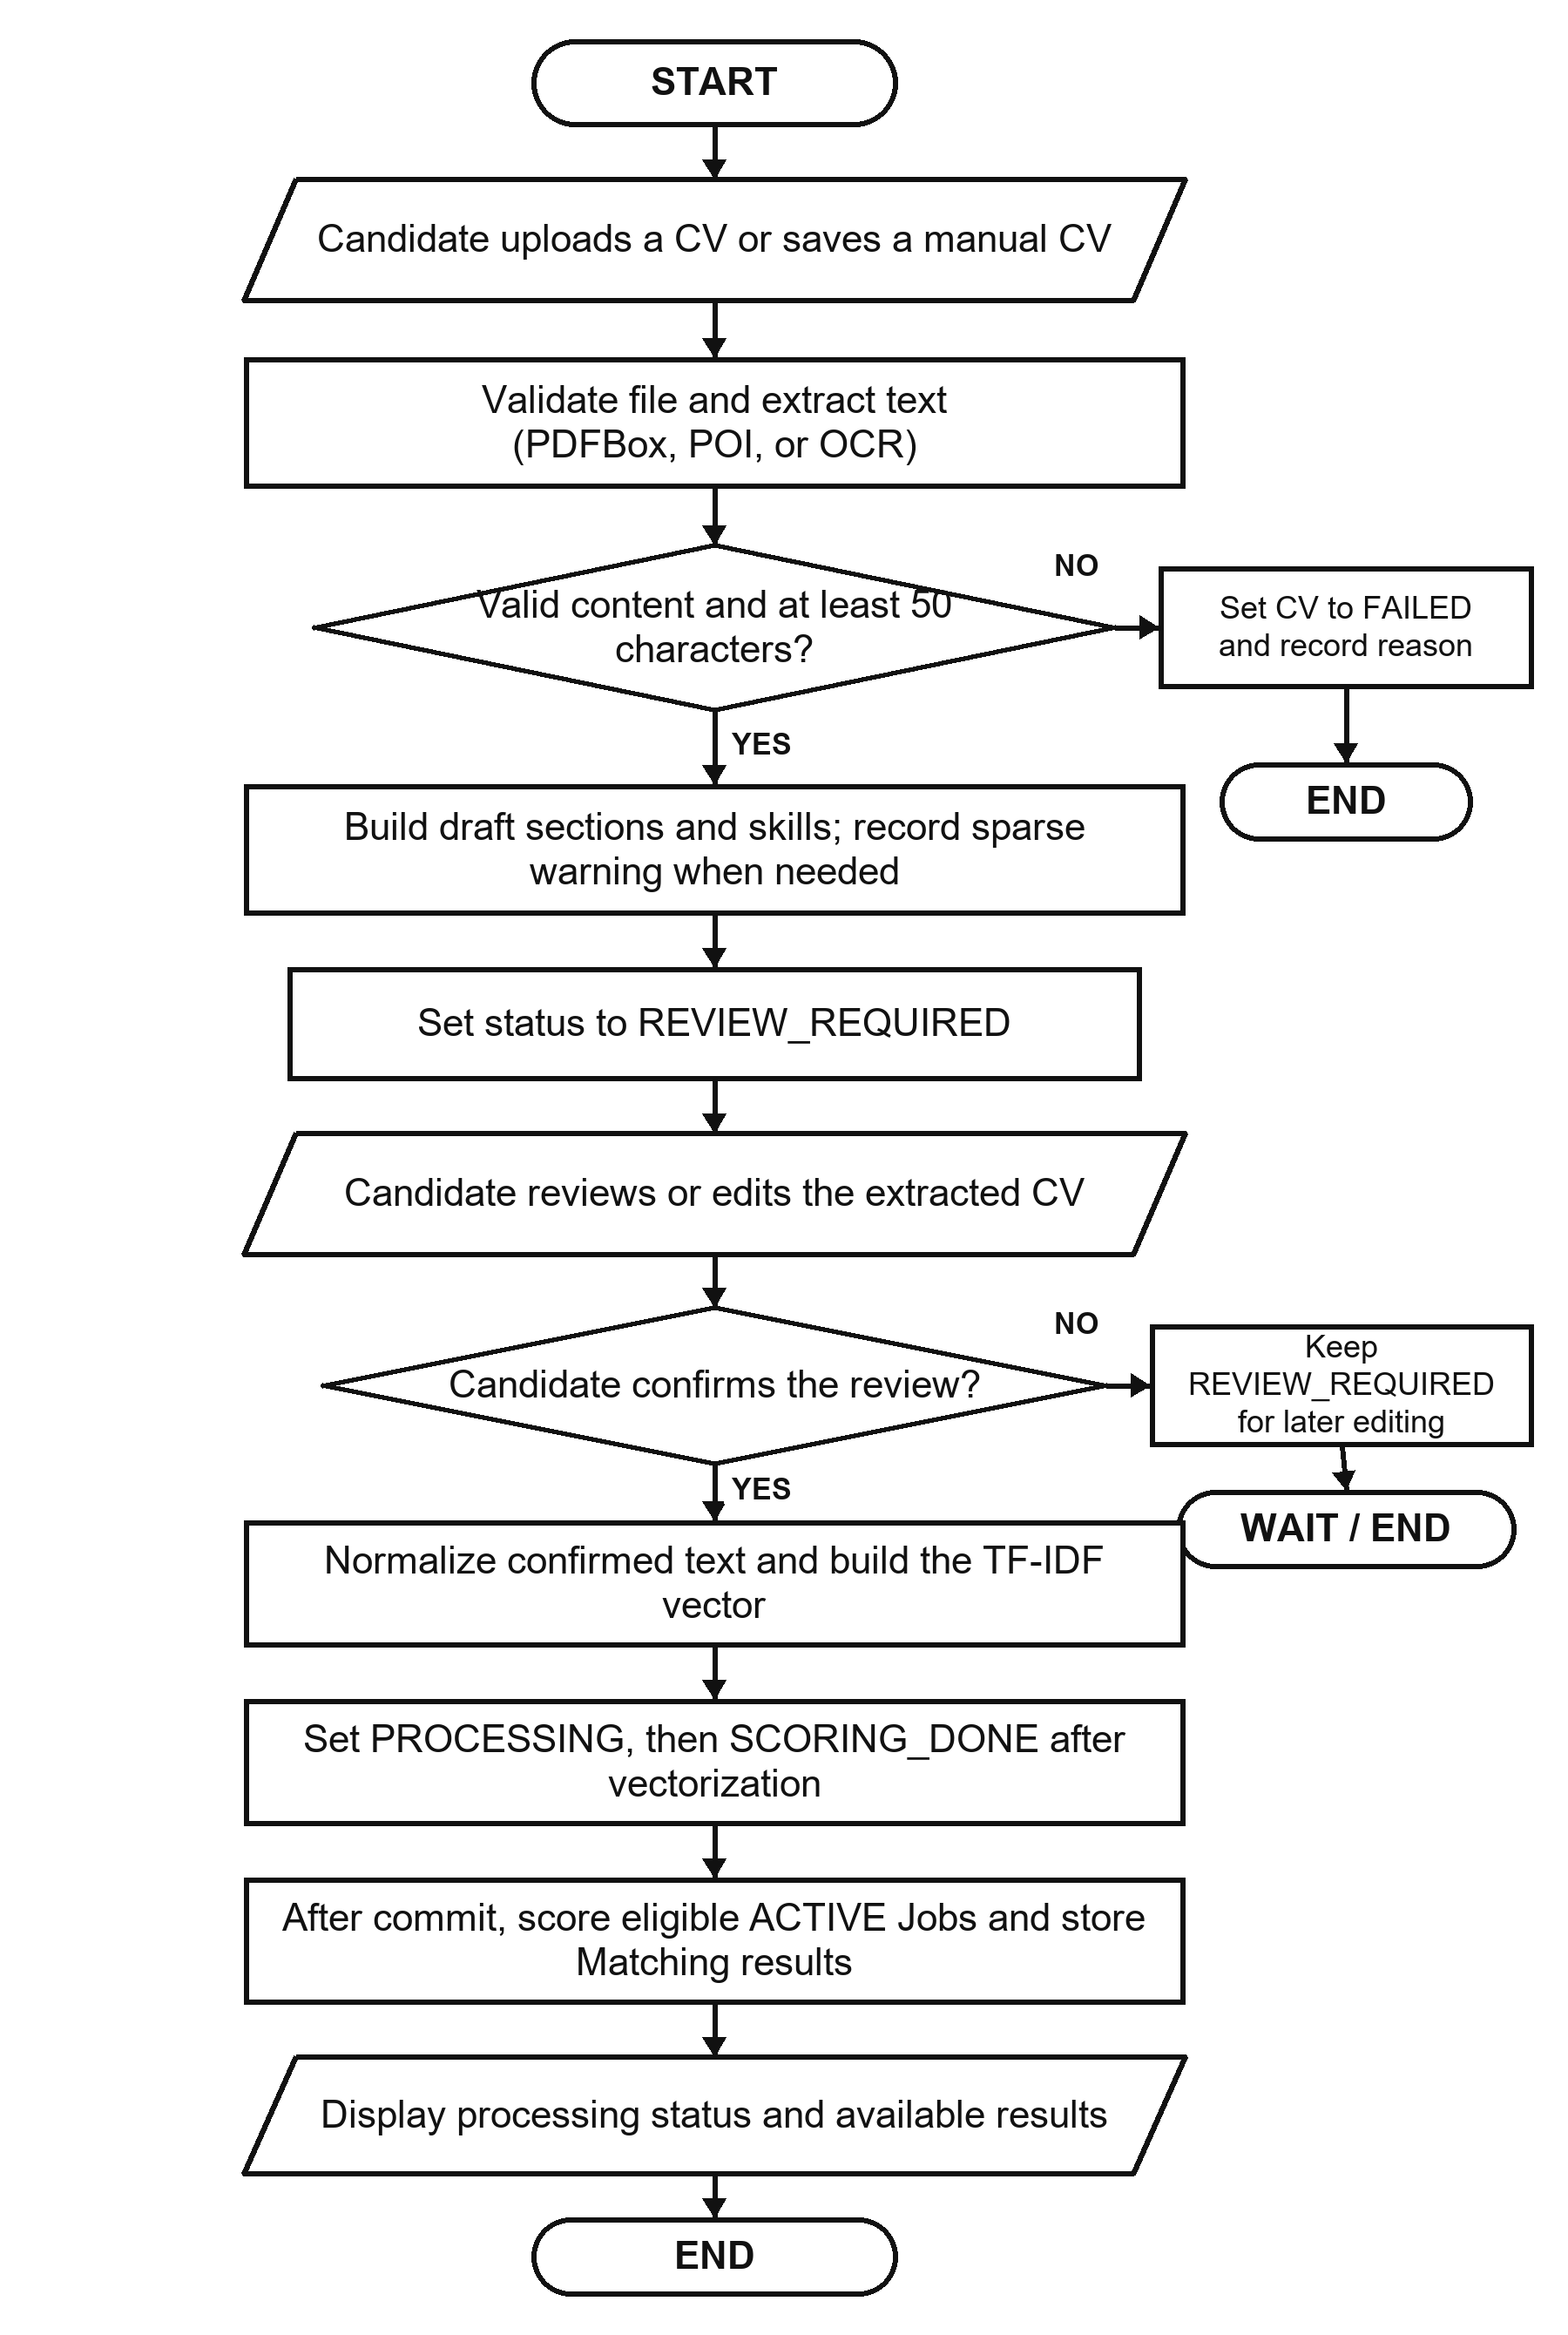 START
Candidate uploads a CV or saves a manual CV
Validate file and extract text
(PDFBox, POI, or OCR)
Valid content and at least 50
characters?
NO
Set CV to FAILED
and record reason
END
YES
Build draft sections and skills; record sparse
warning when needed
Set status to REVIEW_REQUIRED
Candidate reviews or edits the extracted CV
Candidate confirms the review?
NO
Keep
REVIEW_REQUIRED
for later editing
WAIT / END
YES
Normalize confirmed text and build the TF-IDF
vector
Set PROCESSING, then SCORING_DONE after
vectorization
After commit, score eligible ACTIVE Jobs and store
Matching results
Display processing status and available results
END